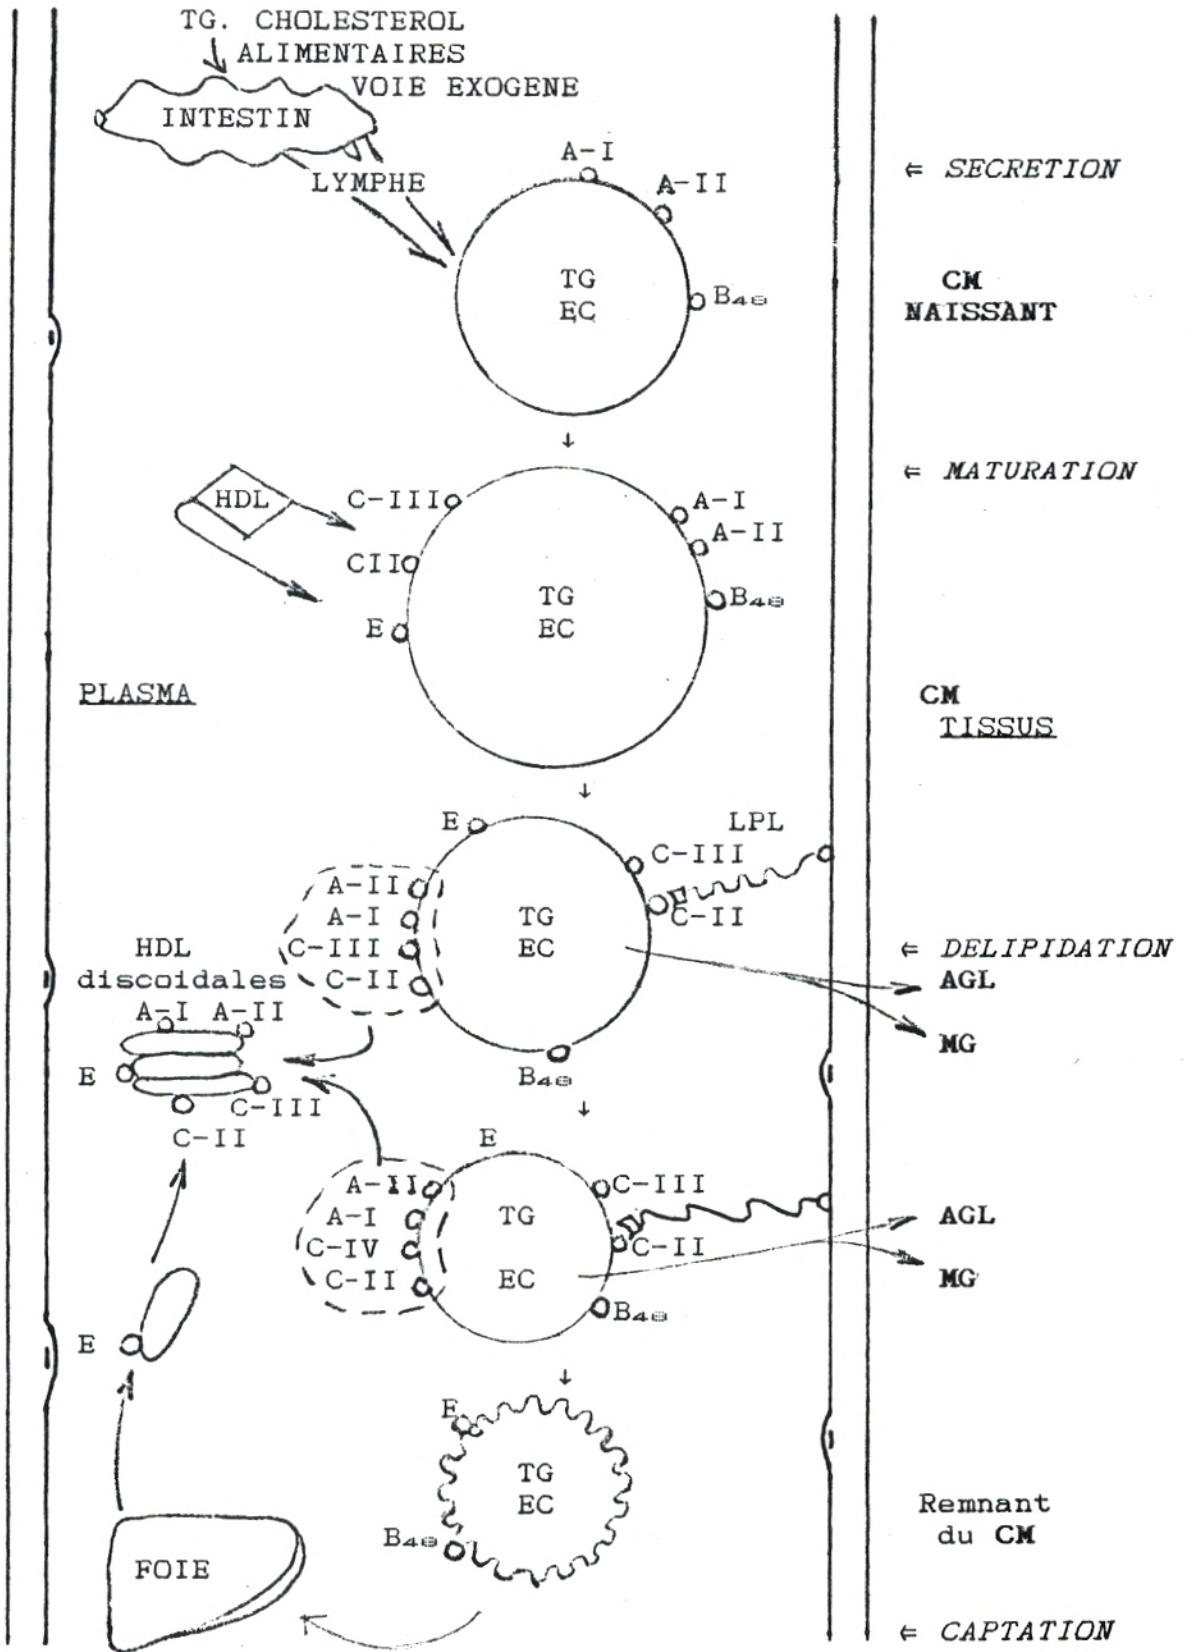 TG. CHOLESTEROL
ALIMENTAIRES
VOIE EXOGENE
INTESTIN
LYMPHE
A-I
A-II
B48
TG
EC
⇐ SECRETION
CM
NAISSANT
↓
⇐ MATURATION
HDL
C-III
CII
E
A-I
A-II
B48
TG
EC
PLASMA
CM
TISSUS
↓
E
LPL
C-III
C-II
A-II
A-I
C-III
C-II
TG
EC
B48
⇐ DELIPIDATION
AGL
MG
HDL
discoidales
A-I A-II
E
C-III
C-II
↓
E
A-II
A-I
C-IV
C-II
TG
EC
C-III
C-II
B48
AGL
MG
E
↓
E
TG
EC
B48
Remnant
du CM
FOIE
⇐ CAPTATION